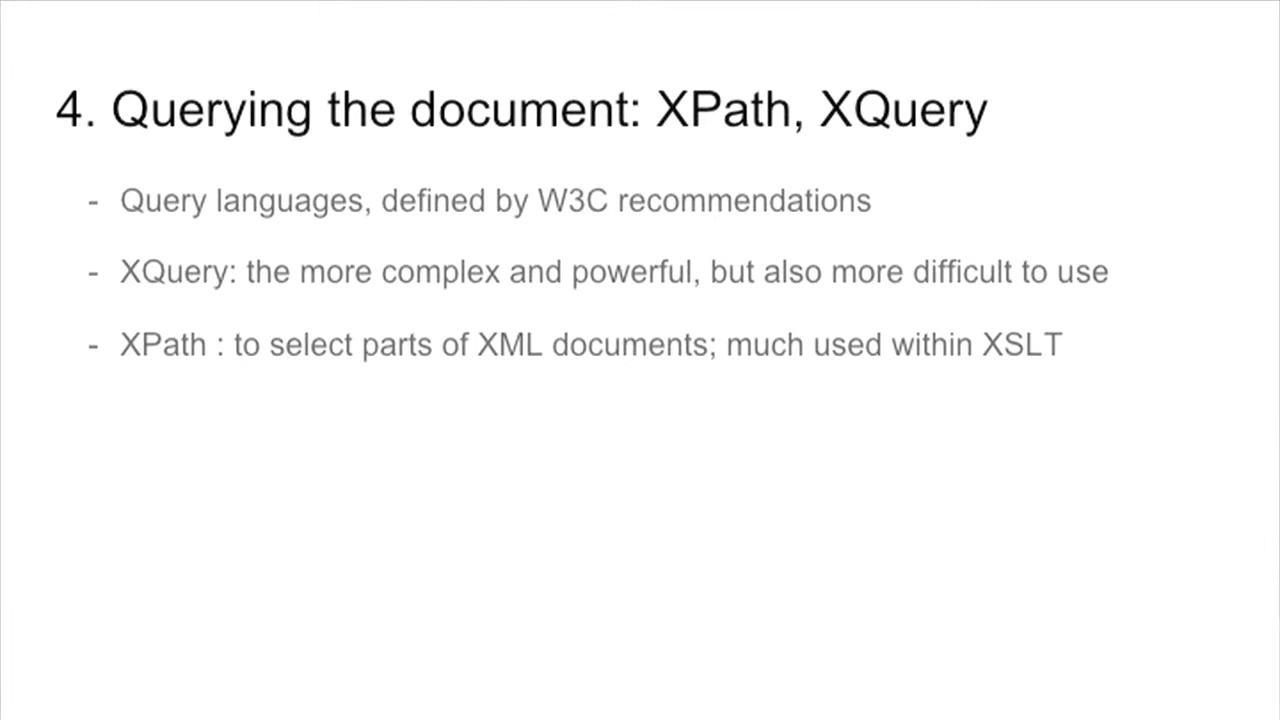 4. Querying the document: XPath, XQuery
- Query languages, defined by W3C recommendations
- XQuery: the more complex and powerful, but also more difficult to use
- XPath : to select parts of XML documents; much used within XSLT